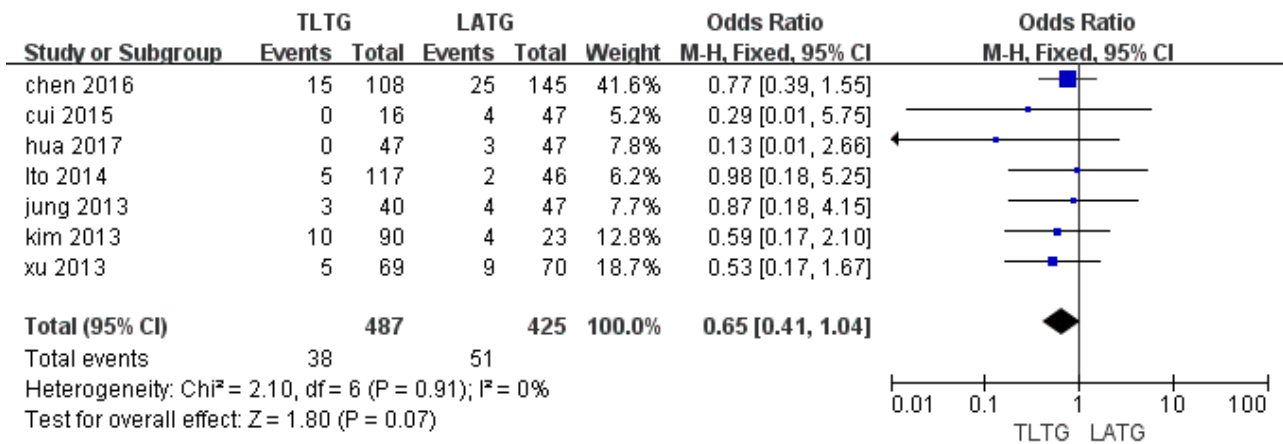 TLTG LATG Odds Ratio Odds Ratio
Study or Subgroup Events Total Events Total Weight M-H, Fixed, 95% CI M-H, Fixed, 95% CI
chen 2016 15 108 25 145 41.6% 0.77 [0.39, 1.55]
cui 2015 0 16 4 47 5.2% 0.29 [0.01, 5.75]
hua 2017 0 47 3 47 7.8% 0.13 [0.01, 2.66]
Ito 2014 5 117 2 46 6.2% 0.98 [0.18, 5.25]
jung 2013 3 40 4 47 7.7% 0.87 [0.18, 4.15]
kim 2013 10 90 4 23 12.8% 0.59 [0.17, 2.10]
xu 2013 5 69 9 70 18.7% 0.53 [0.17, 1.67]
Total (95% CI) 487 425 100.0% 0.65 [0.41, 1.04]
Total events 38 51
Heterogeneity: Chi² = 2.10, df = 6 (P = 0.91); I² = 0%
Test for overall effect: Z = 1.80 (P = 0.07)
0.01 0.1 1 10 100
TLTG LATG